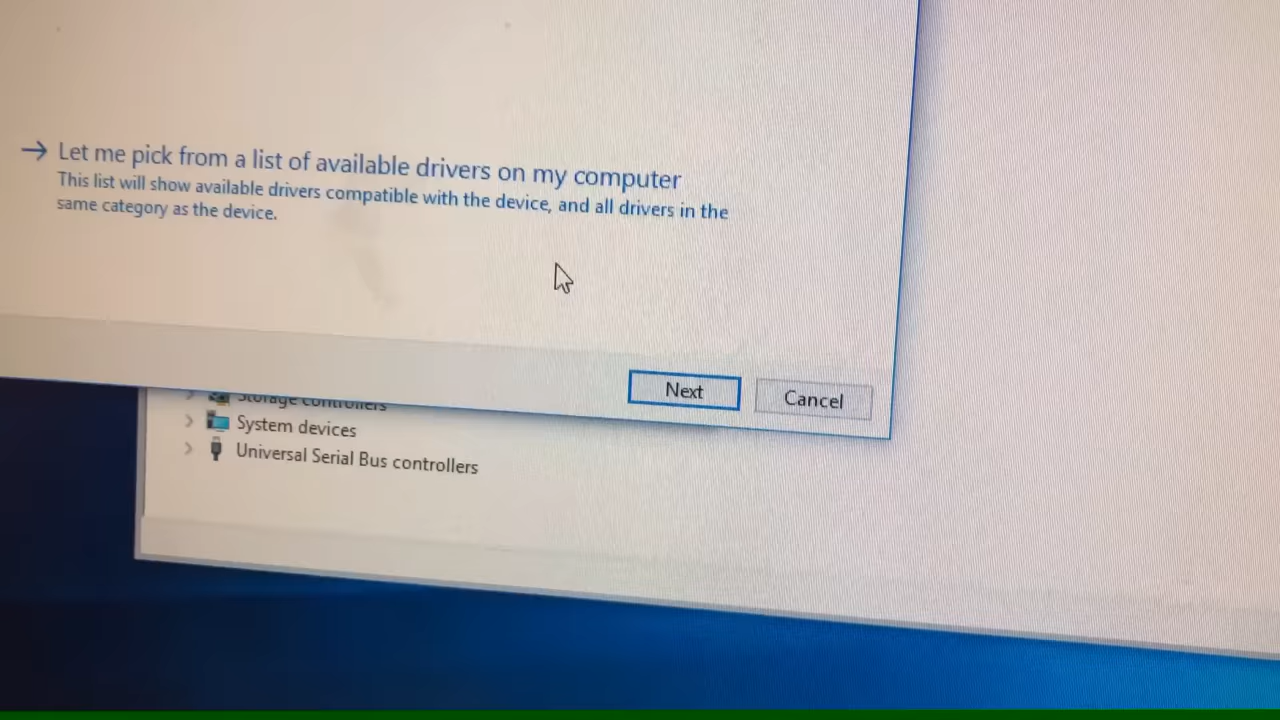 Let me pick from a list of available drivers on my computer
This list will show available drivers compatible with the device, and all drivers in the
same category as the device.
Next
Cancel
Storage controllers
System devices
Universal Serial Bus controllers